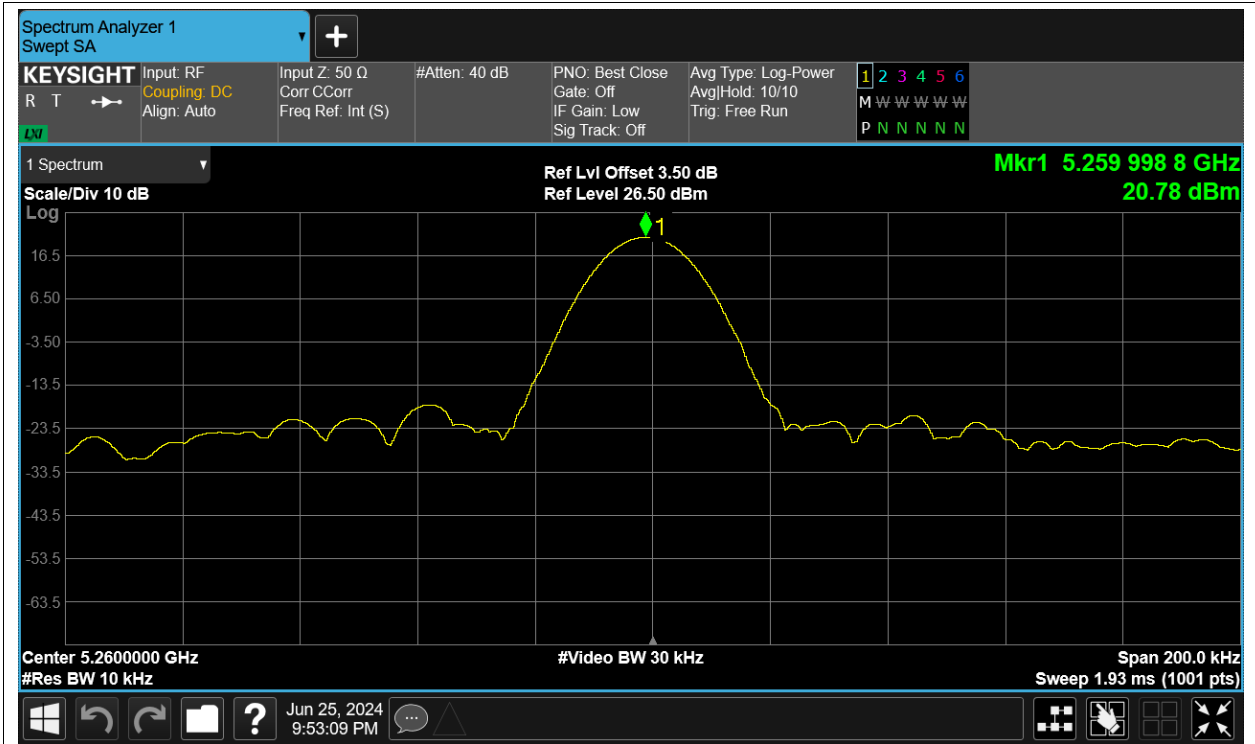 Spectrum Analyzer 1
Swept SA
KEYSIGHT
R T
LXI
Input: RF
Coupling: DC
Align: Auto
Input Z: 50 Ω
Corr CCorr
Freq Ref: Int (S)
#Atten: 40 dB
PNO: Best Close
Gate: Off
IF Gain: Low
Sig Track: Off
Avg Type: Log-Power
Avg|Hold: 10/10
Trig: Free Run
1 2 3 4 5 6
M W W W W W
P N N N N N
1 Spectrum
Scale/Div 10 dB
Log
Ref Lvl Offset 3.50 dB
Ref Level 26.50 dBm
Mkr1 5.259 998 8 GHz
20.78 dBm
1
16.5
6.50
-3.50
-13.5
-23.5
-33.5
-43.5
-53.5
-63.5
Center 5.2600000 GHz
#Res BW 10 kHz
#Video BW 30 kHz
Span 200.0 kHz
Sweep 1.93 ms (1001 pts)
?
Jun 25, 2024
9:53:09 PM